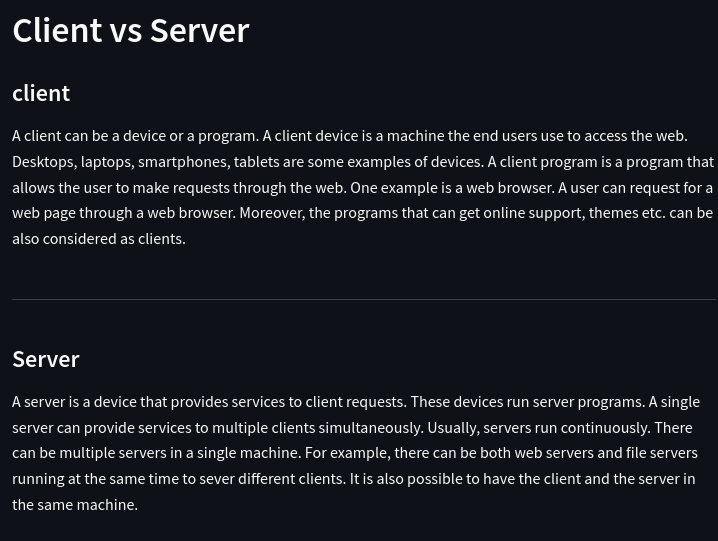 Client vs Server
client
A client can be a device or a program. A client device is a machine the end users use to access the web.
Desktops, laptops, smartphones, tablets are some examples of devices. A client program is a program that
allows the user to make requests through the web. One example is a web browser. A user can request for a
web page through a web browser. Moreover, the programs that can get online support, themes etc. can be
also considered as clients.
Server
A server is a device that provides services to client requests. These devices run server programs. A single
server can provide services to multiple clients simultaneously. Usually, servers run continuously. There
can be multiple servers in a single machine. For example, there can be both web servers and file servers
running at the same time to sever different clients. It is also possible to have the client and the server in
the same machine.